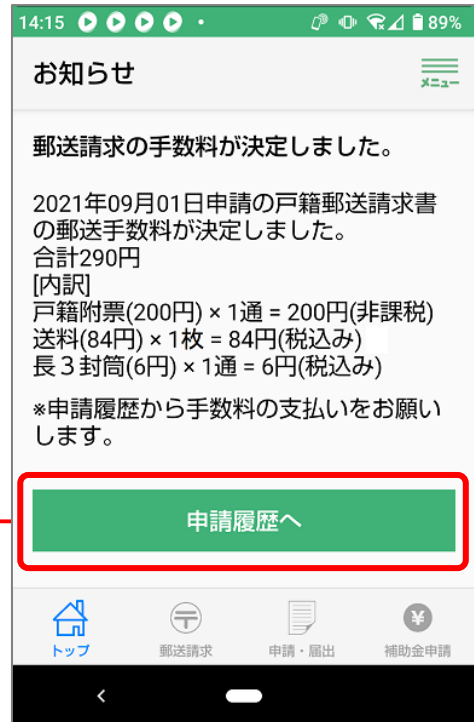 14:15 89%
お知らせ
メニュー
郵送請求の手数料が決定しました。
2021年09月01日申請の戸籍郵送請求書
の郵送手数料が決定しました。
合計290円
[内訳]
戸籍附票(200円) × 1通 = 200円(非課税)
送料(84円) × 1枚 = 84円(税込み)
長３封筒(6円) × 1通 = 6円(税込み)
※申請履歴から手数料の支払いをお願い
します。
申請履歴へ
トップ 郵送請求 申請・届出 補助金申請